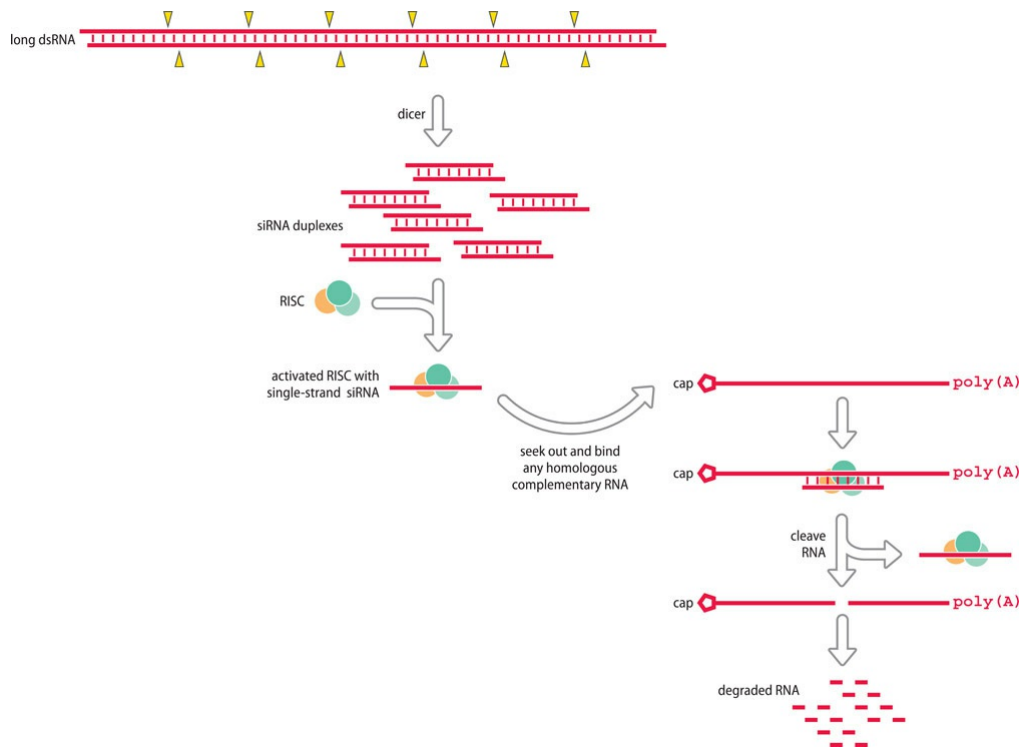 long dsRNA
dicer
siRNA duplexes
RISC
activated RISC with
single-strand siRNA
seek out and bind
any homologous
complementary RNA
cap
poly(A)
cap
poly(A)
cleave
RNA
cap
poly(A)
degraded RNA